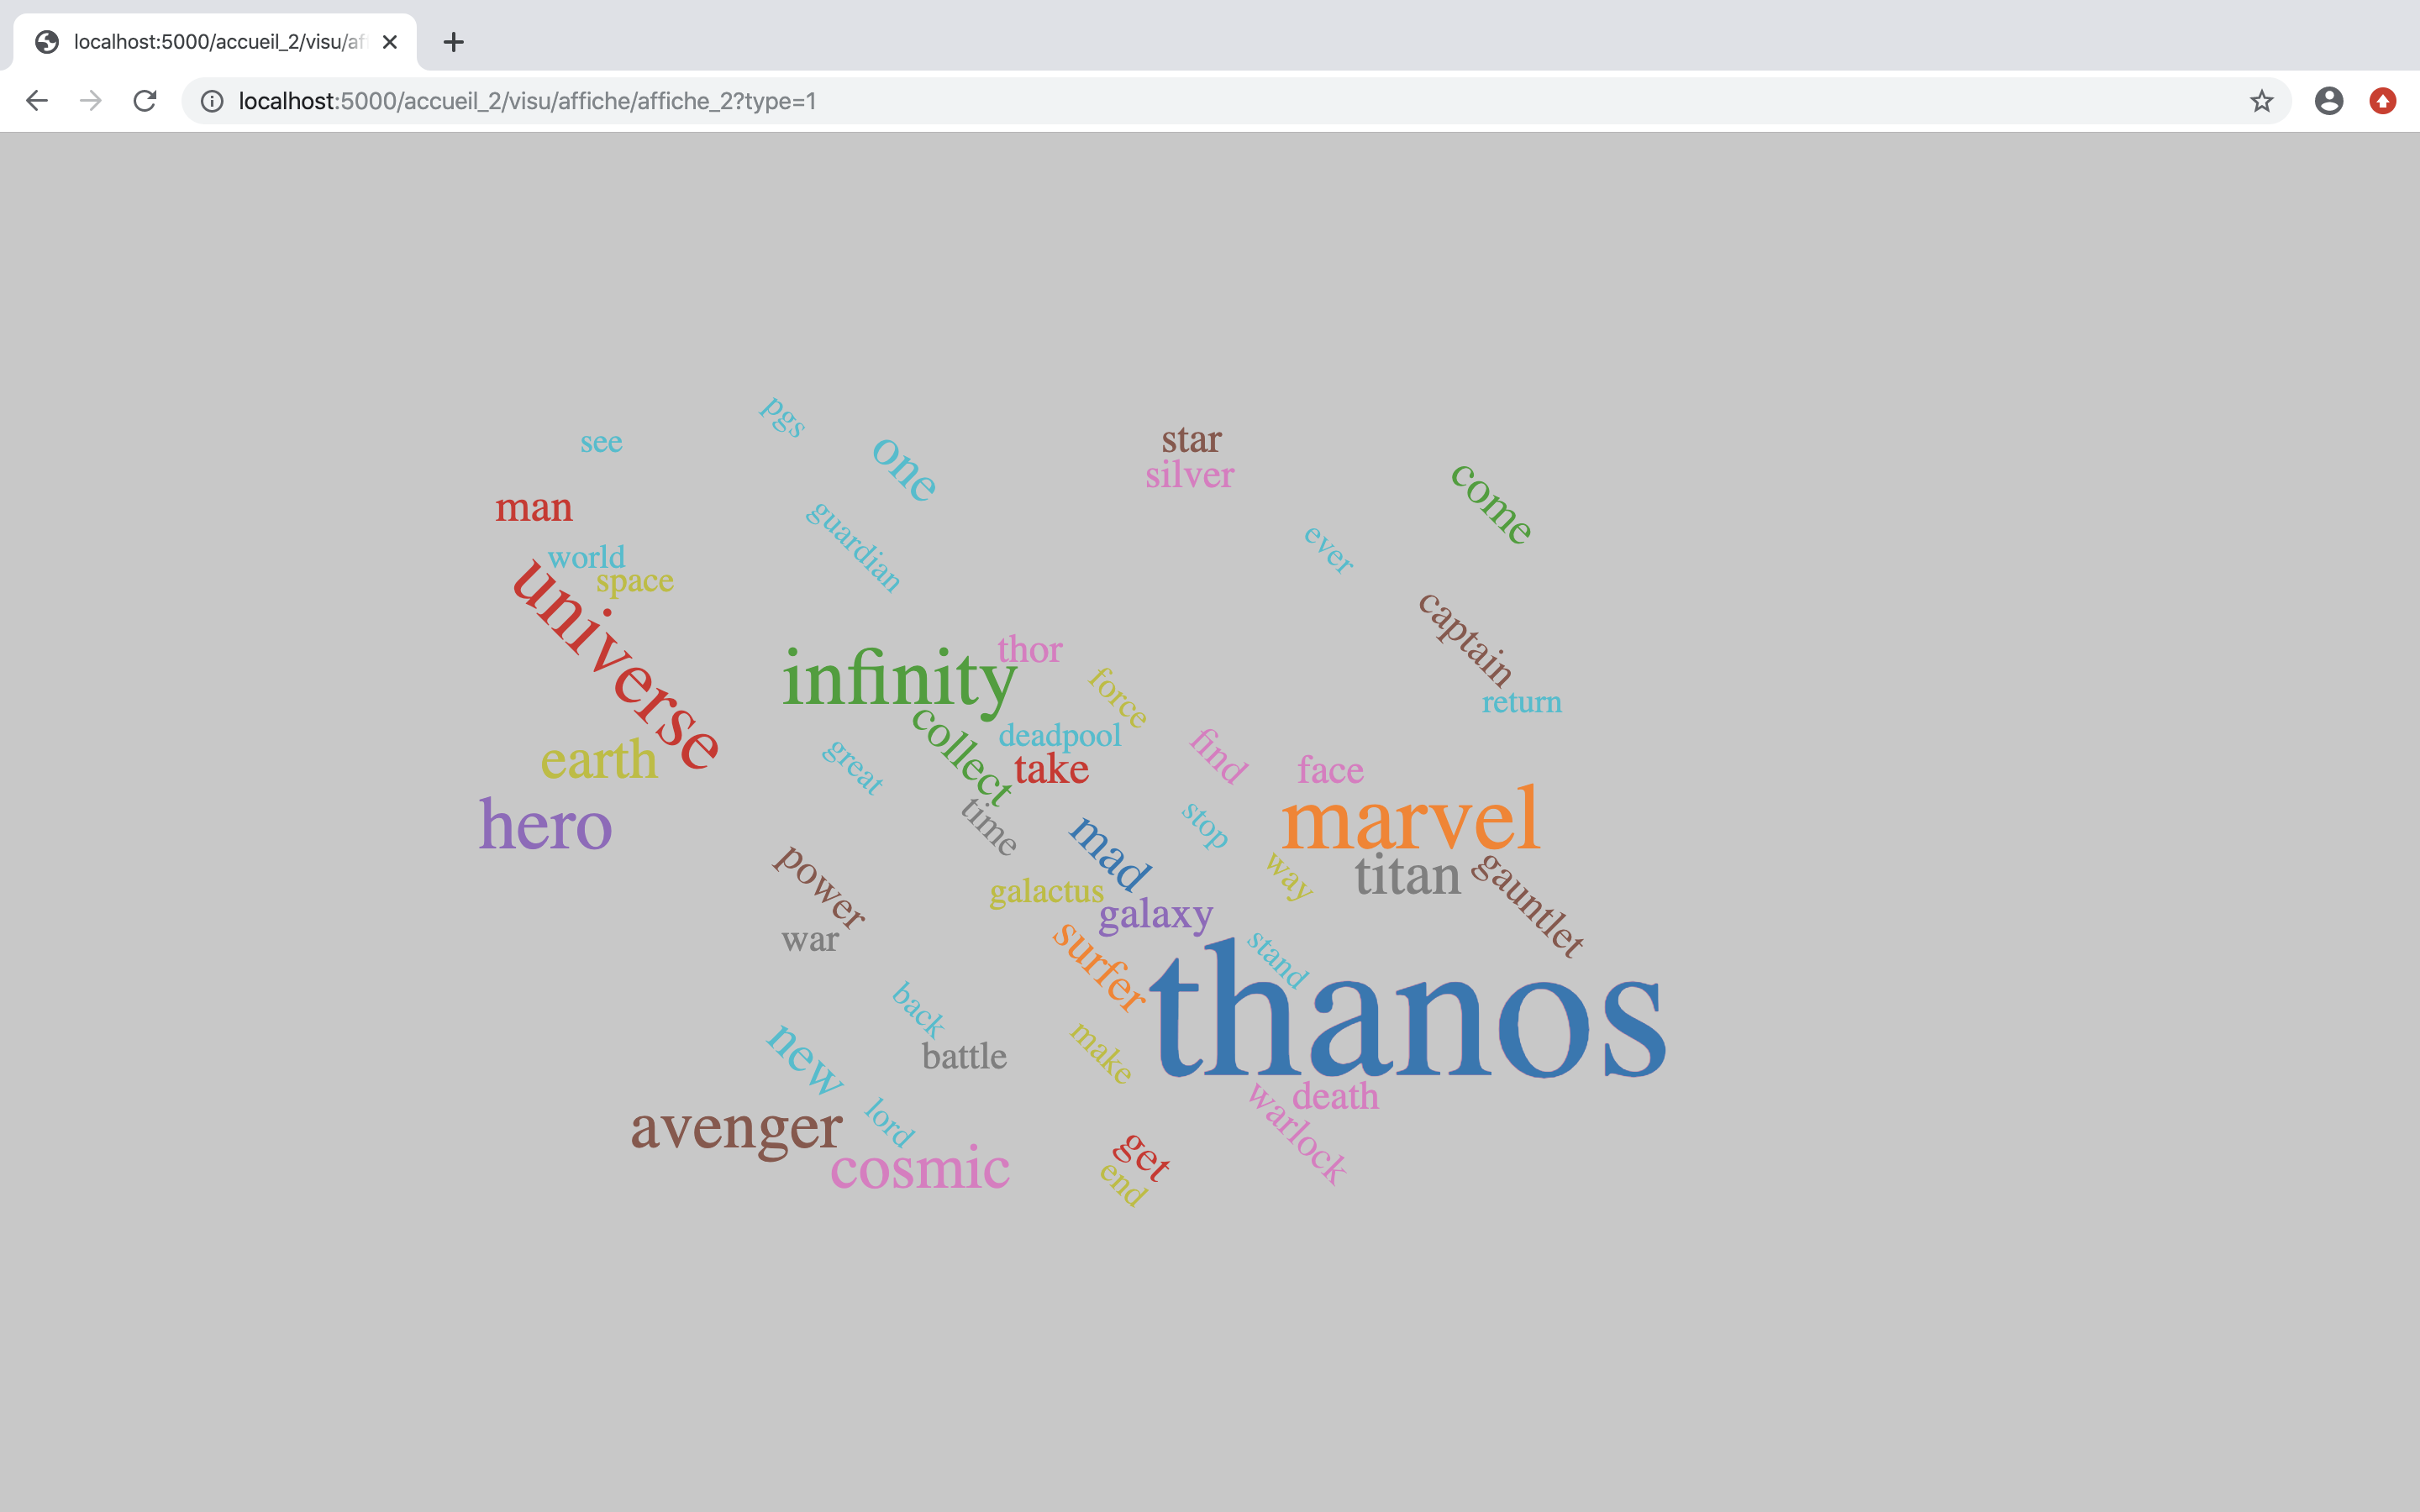 localhost:5000/accueil_2/visu/af
localhost:5000/accueil_2/visu/affiche/affiche_2?type=1
pgs
see
one
star
silver
come
man
guardian
ever
world
space
universe
captain
infinity
thor
force
return
collect
deadpool
find
earth
great
take
face
hero
time
mad
stop
marvel
power
galactus
way
titan
gauntlet
galaxy
war
surfer
stand
thanos
back
new
battle
make
death
warlock
avenger
lord
cosmic
get
end